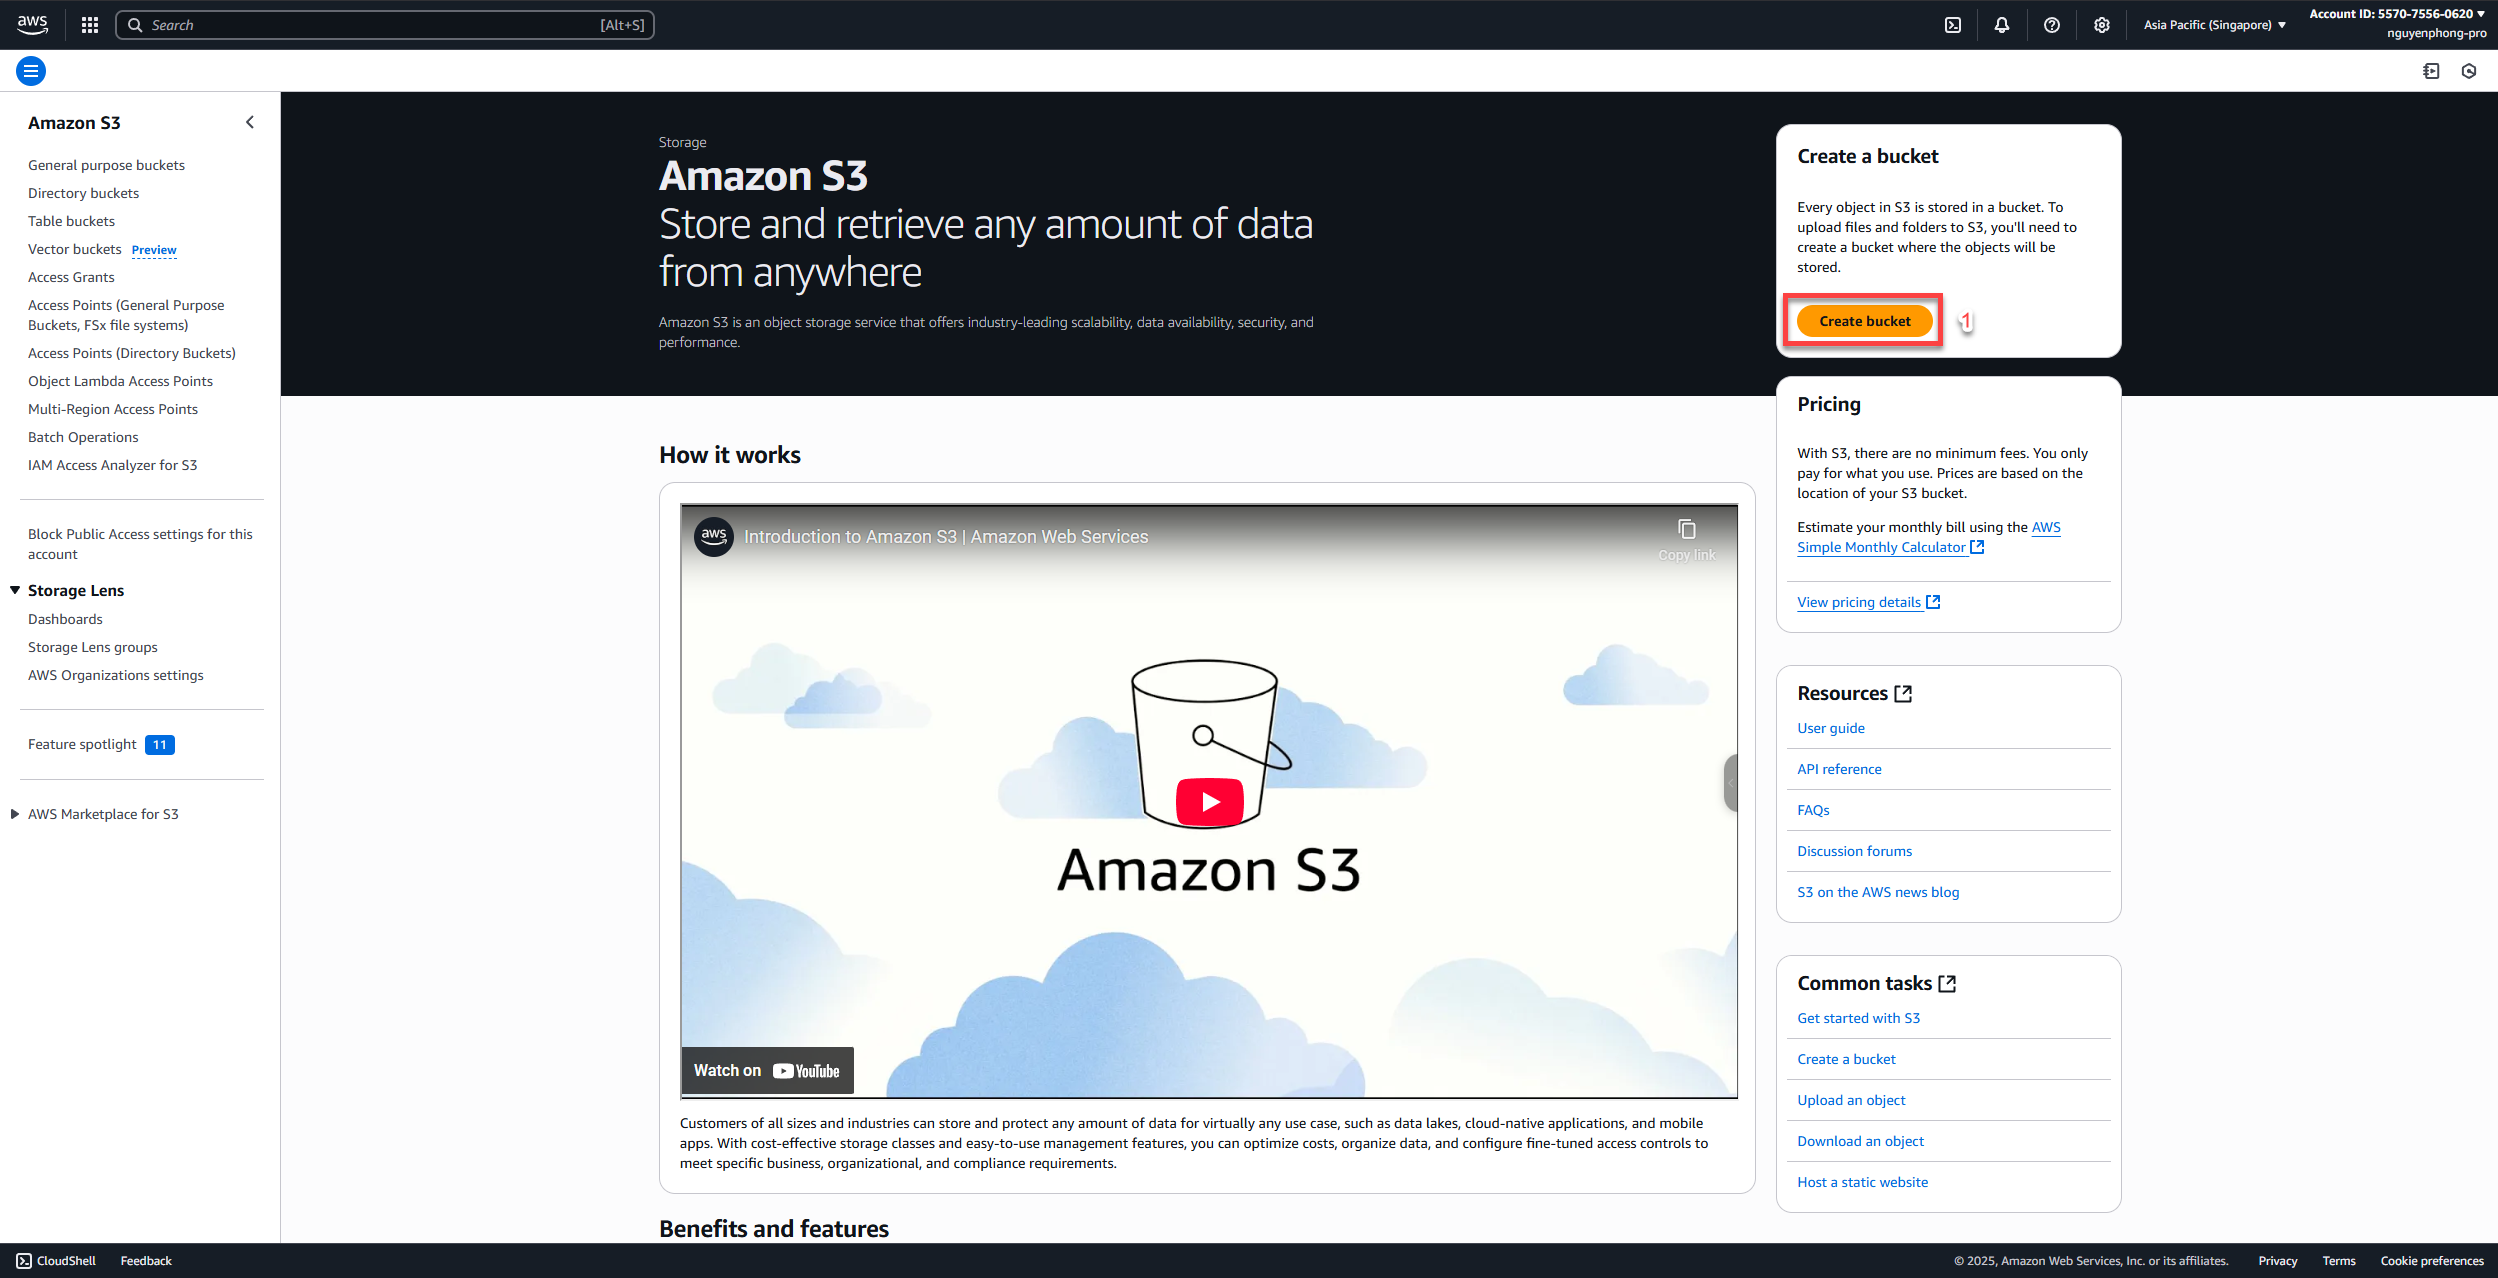 aws
Search
[Alt+S]
Asia Pacific (Singapore)
Account ID: 5570-7556-0620
nguyenphong-pro
Amazon S3
General purpose buckets
Directory buckets
Table buckets
Vector buckets Preview
Access Grants
Access Points (General Purpose
Buckets, FSx file systems)
Access Points (Directory Buckets)
Object Lambda Access Points
Multi-Region Access Points
Batch Operations
IAM Access Analyzer for S3
Block Public Access settings for this
account
Storage Lens
Dashboards
Storage Lens groups
AWS Organizations settings
Feature spotlight 11
AWS Marketplace for S3
Storage
Amazon S3
Store and retrieve any amount of data
from anywhere
Amazon S3 is an object storage service that offers industry-leading scalability, data availability, security, and
performance.
Create a bucket
Every object in S3 is stored in a bucket. To
upload files and folders to S3, you'll need to
create a bucket where the objects will be
stored.
Create bucket
1
Pricing
With S3, there are no minimum fees. You only
pay for what you use. Prices are based on the
location of your S3 bucket.
Estimate your monthly bill using the AWS
Simple Monthly Calculator
View pricing details
Resources
User guide
API reference
FAQs
Discussion forums
S3 on the AWS news blog
Common tasks
Get started with S3
Create a bucket
Upload an object
Download an object
Host a static website
How it works
aws
Introduction to Amazon S3 | Amazon Web Services
Copy link
Amazon S3
Watch on YouTube
Customers of all sizes and industries can store and protect any amount of data for virtually any use case, such as data lakes, cloud-native applications, and mobile
apps. With cost-effective storage classes and easy-to-use management features, you can optimize costs, organize data, and configure fine-tuned access controls to
meet specific business, organizational, and compliance requirements.
Benefits and features
CloudShell
Feedback
© 2025, Amazon Web Services, Inc. or its affiliates.
Privacy
Terms
Cookie preferences